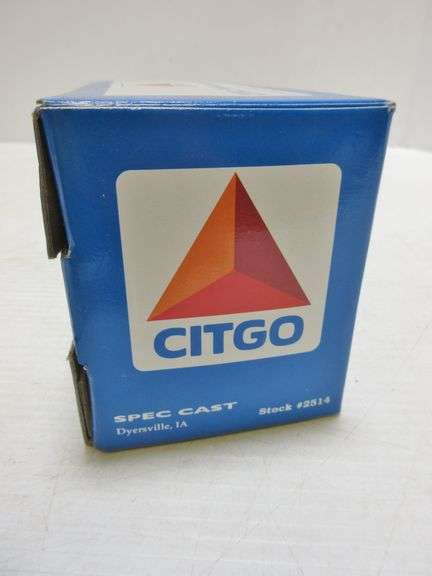 CITGO
SPEC CAST
Dyersville, IA
Stock #2514